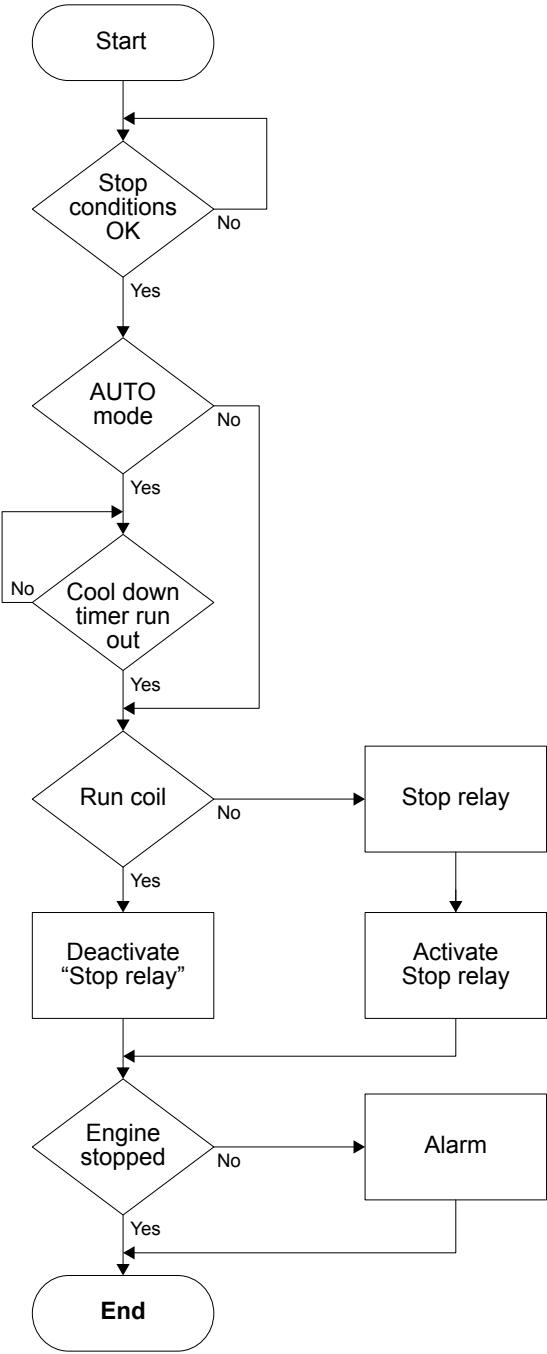 Start
Stop
conditions
OK
No
Yes
AUTO
mode
No
Yes
No
Cool down
timer run
out
Yes
Run coil
No
Stop relay
Yes
Deactivate
“Stop relay”
Activate
Stop relay
Engine
stopped
No
Alarm
Yes
End